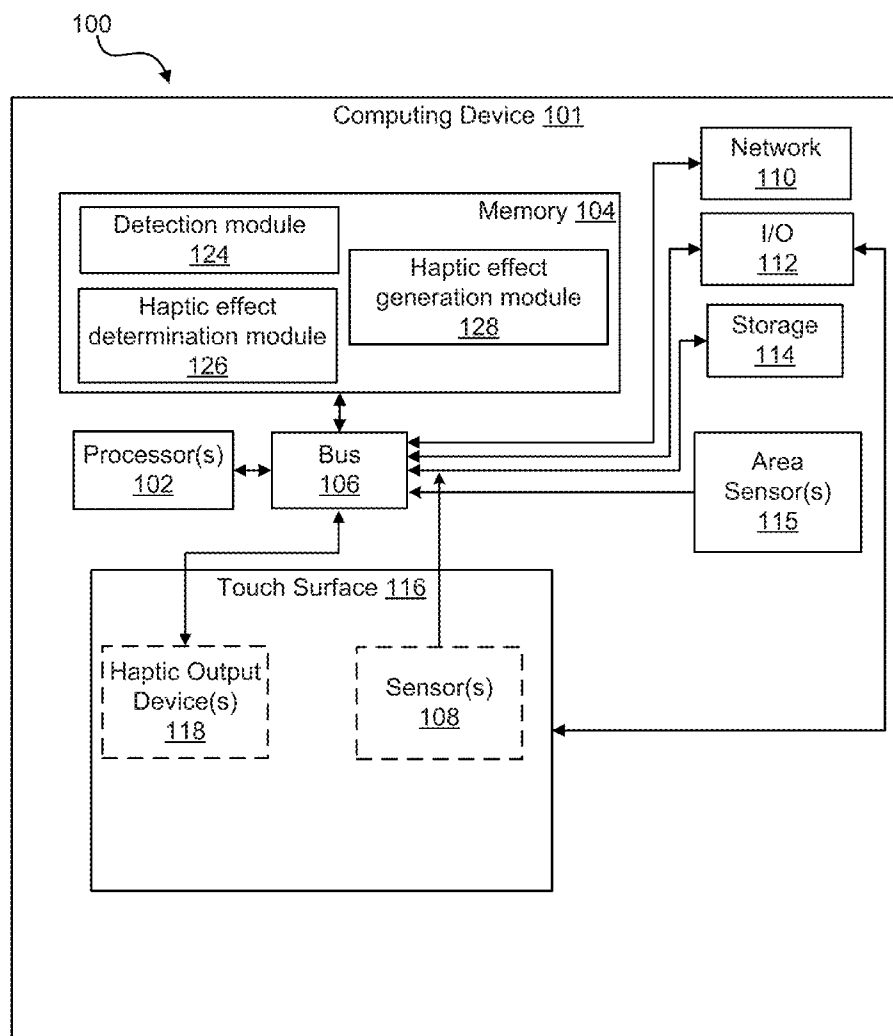 100
Computing Device 101
Network
110
Memory 104
Detection module
124
I/O
112
Haptic effect
generation module
128
Haptic effect
determination module
126
Storage
114
Processor(s)
102
Bus
106
Area
Sensor(s)
115
Touch Surface 116
Haptic Output
Device(s)
118
Sensor(s)
108